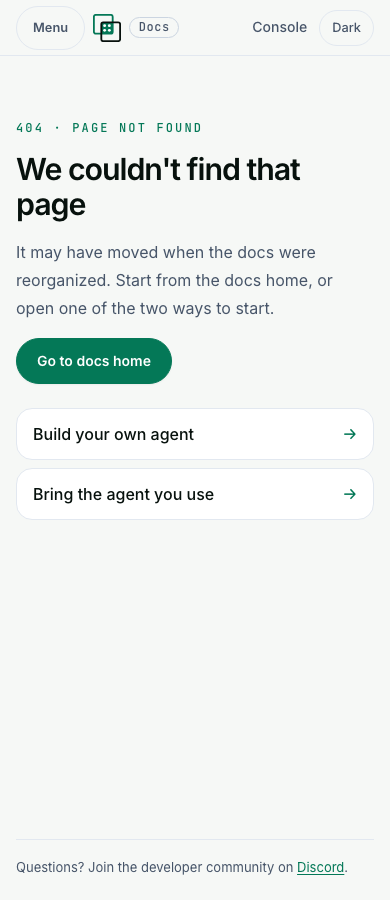 Menu
Docs
Console
Dark
404 · PAGE NOT FOUND
We couldn't find that
page
It may have moved when the docs were
reorganized. Start from the docs home, or
open one of the two ways to start.
Go to docs home
Build your own agent
Bring the agent you use
Questions? Join the developer community on Discord.